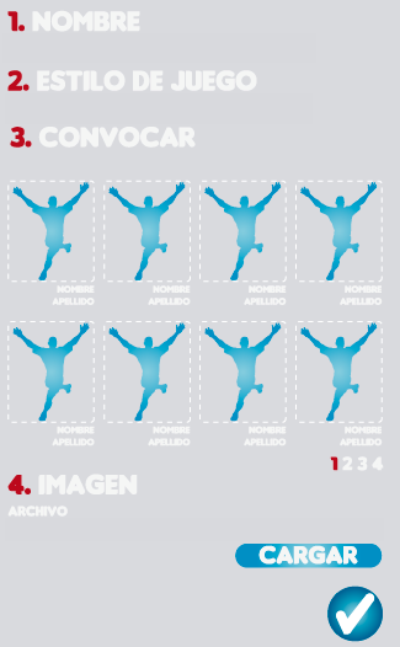 1. NOMBRE
2. ESTILO DE JUEGO
3. CONVOCAR
NOMBRE NOMBRE NOMBRE NOMBRE
APELLIDO APELLIDO APELLIDO APELLIDO
NOMBRE NOMBRE NOMBRE NOMBRE
APELLIDO APELLIDO APELLIDO APELLIDO
1 2 3 4
4. IMAGEN
ARCHIVO
CARGAR